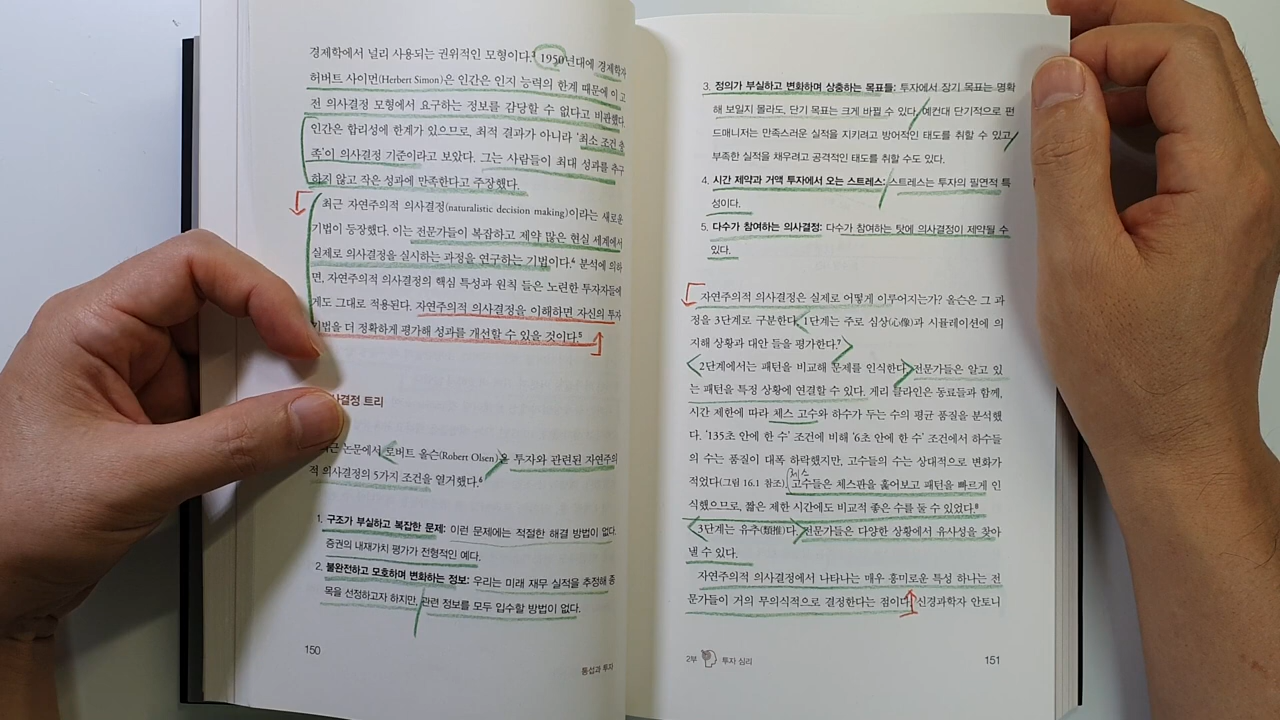 경제학에서 널리 사용되는 권위적인 모형이다.³ 1950년대에 경제학자
허버트 사이먼(Herbert Simon)은 인간은 인지 능력의 한계 때문에 이 고
전 의사결정 모형에서 요구하는 정보를 감당할 수 없다고 비판했다.
인간은 합리성에 한계가 있으므로, 최적 결과가 아니라 '최소 조건 충
족'이 의사결정 기준이라고 보았다. 그는 사람들이 최대 성과를 추구
하지 않고 작은 성과에 만족한다고 주장했다.
최근 자연주의적 의사결정(naturalistic decision making)이라는 새로운
기법이 등장했다. 이는 전문가들이 복잡하고 제약 많은 현실 세계에서
실제로 의사결정을 실시하는 과정을 연구하는 기법이다.⁴ 분석에 의하
면, 자연주의적 의사결정의 핵심 특성과 원칙 들은 노련한 투자자들에
게도 그대로 적용된다. 자연주의적 의사결정을 이해하면 자신의 투자
기법을 더 정확하게 평가해 성과를 개선할 수 있을 것이다.⁵
사결정 트리
최근 논문에서 로버트 올슨(Robert Olsen)은 투자와 관련된 자연주의
적 의사결정의 5가지 조건을 열거했다.⁶
1. 구조가 부실하고 복잡한 문제: 이런 문제에는 적절한 해결 방법이 없다.
증권의 내재가치 평가가 전형적인 예다.
2. 불완전하고 모호하며 변화하는 정보: 우리는 미래 재무 실적을 추정해 종
목을 선정하고자 하지만, 관련 정보를 모두 입수할 방법이 없다.
150
통섭과 투자
3. 정의가 부실하고 변화하며 상충하는 목표들: 투자에서 장기 목표는 명확
해 보일지 몰라도, 단기 목표는 크게 바뀔 수 있다. 예컨대 단기적으로 펀
드매니저는 만족스러운 실적을 지키려고 방어적인 태도를 취할 수 있고,
부족한 실적을 채우려고 공격적인 태도를 취할 수도 있다.
4. 시간 제약과 거액 투자에서 오는 스트레스: 스트레스는 투자의 필연적 특
성이다.
5. 다수가 참여하는 의사결정: 다수가 참여하는 탓에 의사결정이 제약될 수
있다.
자연주의적 의사결정은 실제로 어떻게 이루어지는가? 올슨은 그 과
정을 3단계로 구분한다. 1단계는 주로 심상(心像)과 시뮬레이션에 의
지해 상황과 대안 들을 평가한다.⁷
2단계에서는 패턴을 비교해 문제를 인식한다. 전문가들은 알고 있
는 패턴을 특정 상황에 연결할 수 있다. 게리 클라인은 동료들과 함께,
시간 제한에 따라 체스 고수와 하수가 두는 수의 평균 품질을 분석했
다. '135초 안에 한 수' 조건에 비해 '6초 안에 한 수' 조건에서 하수들
의 수는 품질이 대폭 하락했지만, 고수들의 수는 상대적으로 변화가
체스
적었다(그림 16.1 참조). 고수들은 체스판을 훑어보고 패턴을 빠르게 인
식했으므로, 짧은 제한 시간에도 비교적 좋은 수를 둘 수 있었다.⁸
3단계는 유추(類推)다. 전문가들은 다양한 상황에서 유사성을 찾아
낼 수 있다.
자연주의적 의사결정에서 나타나는 매우 흥미로운 특성 하나는 전
문가들이 거의 무의식적으로 결정한다는 점이다. 신경과학자 안토니
2부 투자 심리
151